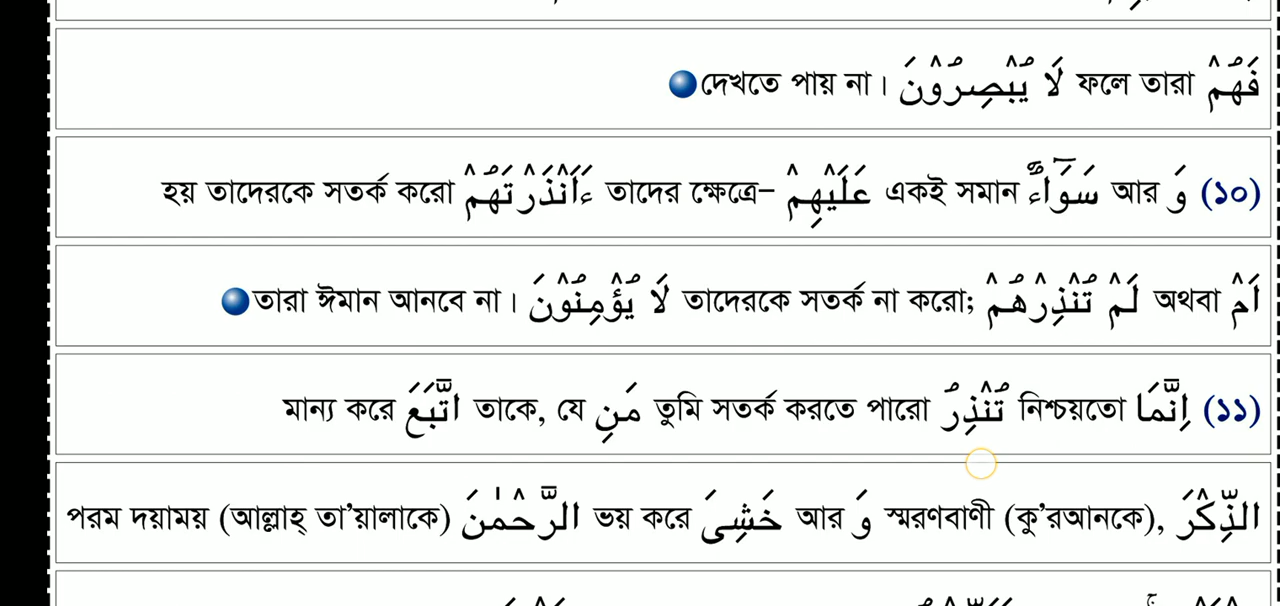 فَهُمْ ফলে তারা لَا يُبْصِرُوْنَ দেখতে পায় না।
(১০) وَ আর سَوَآءٌ একই সমান عَلَيْهِمْ তাদের ক্ষেত্রে– ءَاَنْذَرْتَهُمْ হয় তাদেরকে সতর্ক করো
اَمْ অথবা لَمْ تُنْذِرْهُمْ তাদেরকে সতর্ক না করো; لَا يُؤْمِنُوْنَ তারা ঈমান আনবে না।
(১১) اِنَّمَا নিশ্চয়তো تُنْذِرُ তুমি সতর্ক করতে পারো مَنِ তাকে, যে اتَّبَعَ মান্য করে
الذِّكْرَ স্মরণবাণী (কু'রআনকে), وَ আর خَشِىَ ভয় করে الرَّحْمٰنَ পরম দয়াময় (আল্লাহ্ তা'য়ালাকে)